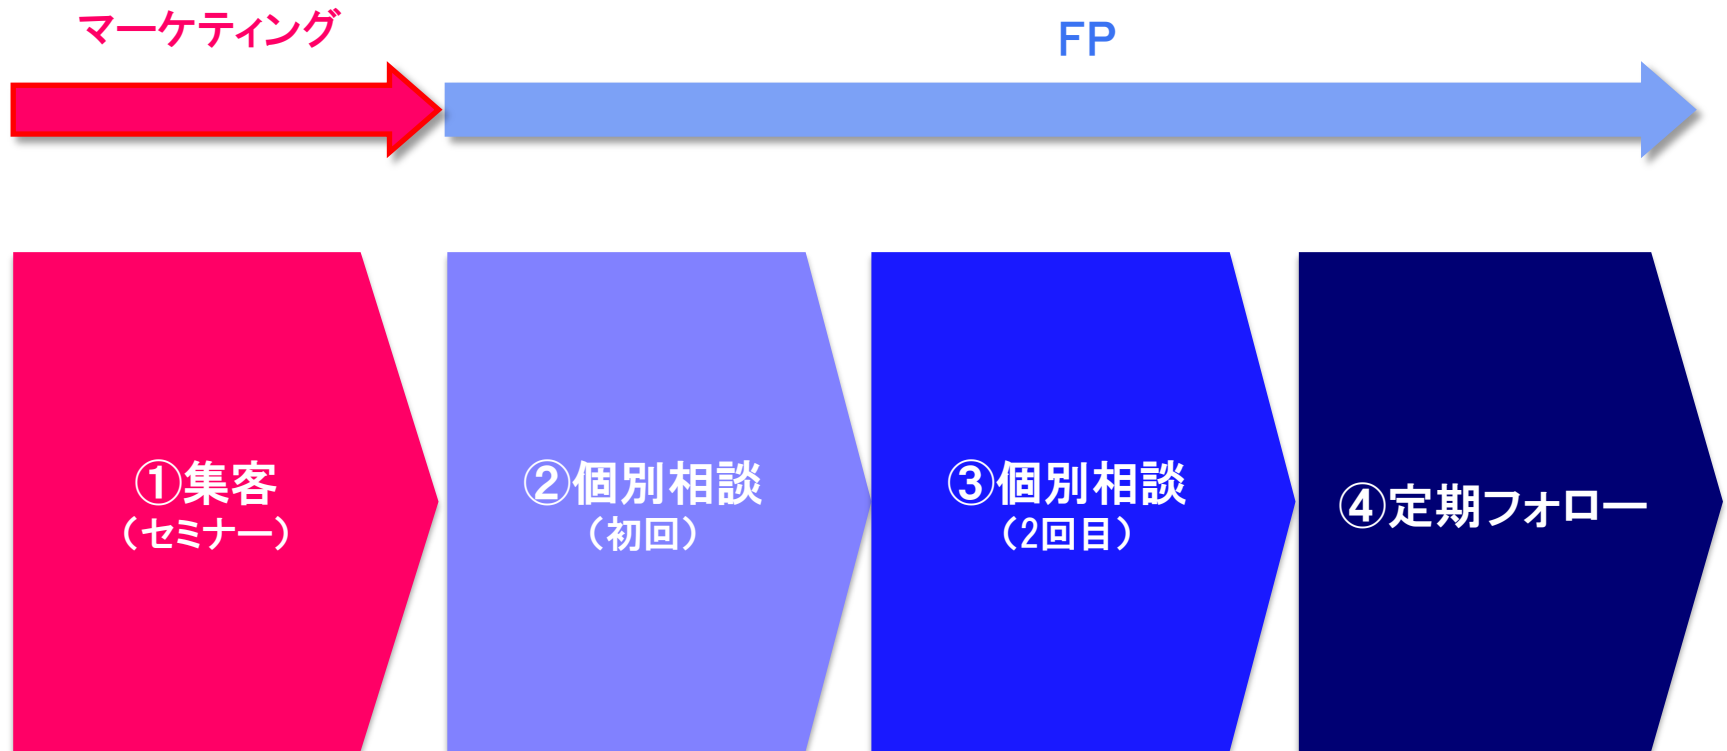 マーケティング
FP
①集客
（セミナー）
②個別相談
（初回）
③個別相談
（2回目）
④定期フォロー